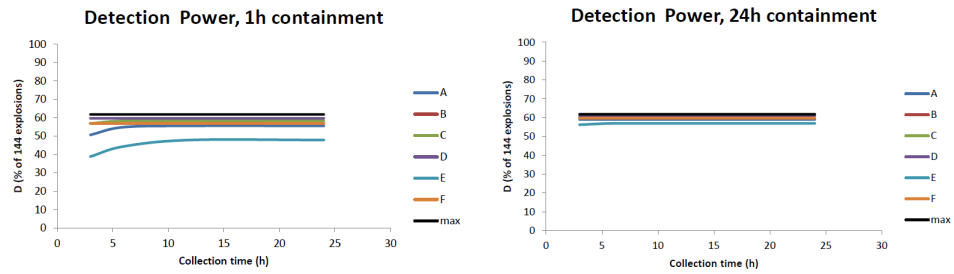 Detection Power, 1h containment
D (% of 144 explosions)
100
90
80
70
60
50
40
30
20
10
0
0 5 10 15 20 25 30
Collection time (h)
A
B
C
D
E
F
max
Detection Power, 24h containment
D (% of 144 explosions)
100
90
80
70
60
50
40
30
20
10
0
0 5 10 15 20 25 30
Collection time (h)
A
B
C
D
E
F
max